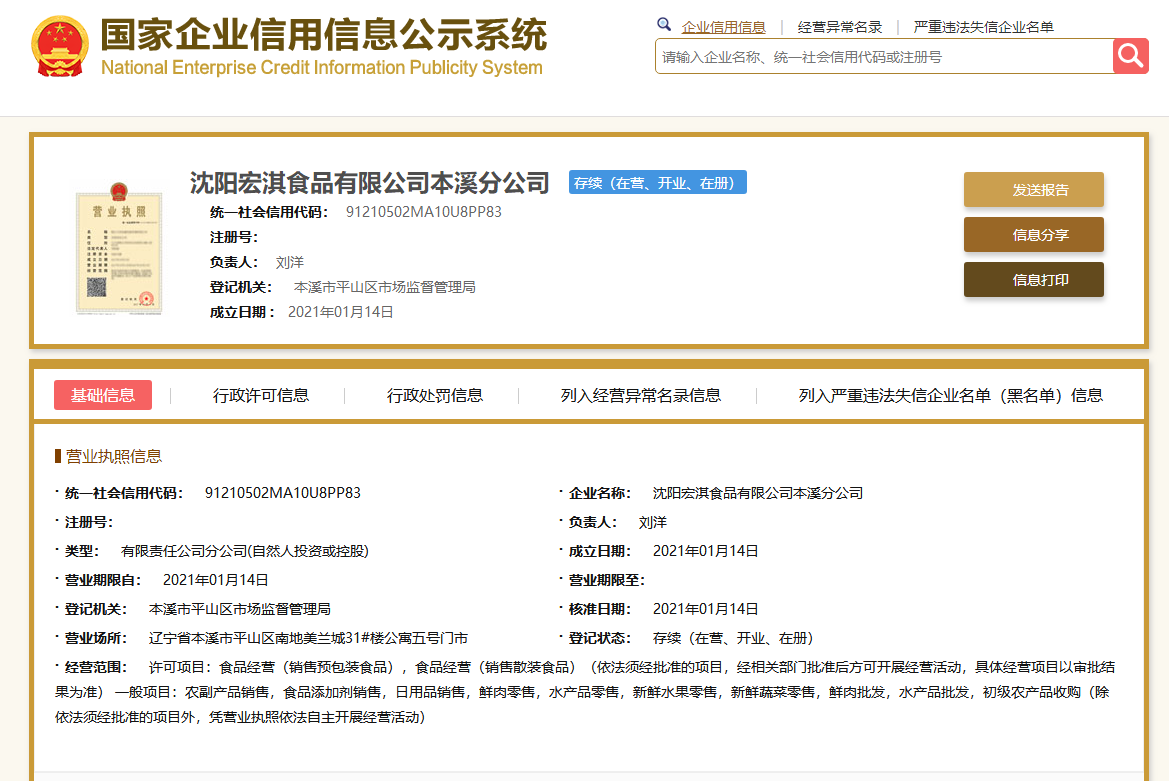 国家企业信用信息公示系统
National Enterprise Credit Information Publicity System
企业信用信息 | 经营异常名录 | 严重违法失信企业名单
请输入企业名称、统一社会信用代码或注册号
营业执照
沈阳宏淇食品有限公司本溪分公司 存续（在营、开业、在册）
统一社会信用代码： 91210502MA10U8PP83
注册号：
负责人： 刘洋
登记机关： 本溪市平山区市场监督管理局
成立日期： 2021年01月14日
发送报告
信息分享
信息打印
基础信息 | 行政许可信息 | 行政处罚信息 | 列入经营异常名录信息 | 列入严重违法失信企业名单（黑名单）信息
营业执照信息
· 统一社会信用代码： 91210502MA10U8PP83 · 企业名称： 沈阳宏淇食品有限公司本溪分公司
· 注册号： · 负责人： 刘洋
· 类型： 有限责任公司分公司(自然人投资或控股) · 成立日期： 2021年01月14日
· 营业期限自： 2021年01月14日 · 营业期限至：
· 登记机关： 本溪市平山区市场监督管理局 · 核准日期： 2021年01月14日
· 营业场所： 辽宁省本溪市平山区南地美兰城31#楼公寓五号门市 · 登记状态： 存续（在营、开业、在册）
· 经营范围： 许可项目：食品经营（销售预包装食品），食品经营（销售散装食品）（依法须经批准的项目，经相关部门批准后方可开展经营活动，具体经营项目以审批结
果为准） 一般项目：农副产品销售，食品添加剂销售，日用品销售，鲜肉零售，水产品零售，新鲜水果零售，新鲜蔬菜零售，鲜肉批发，水产品批发，初级农产品收购（除
依法须经批准的项目外，凭营业执照依法自主开展经营活动）